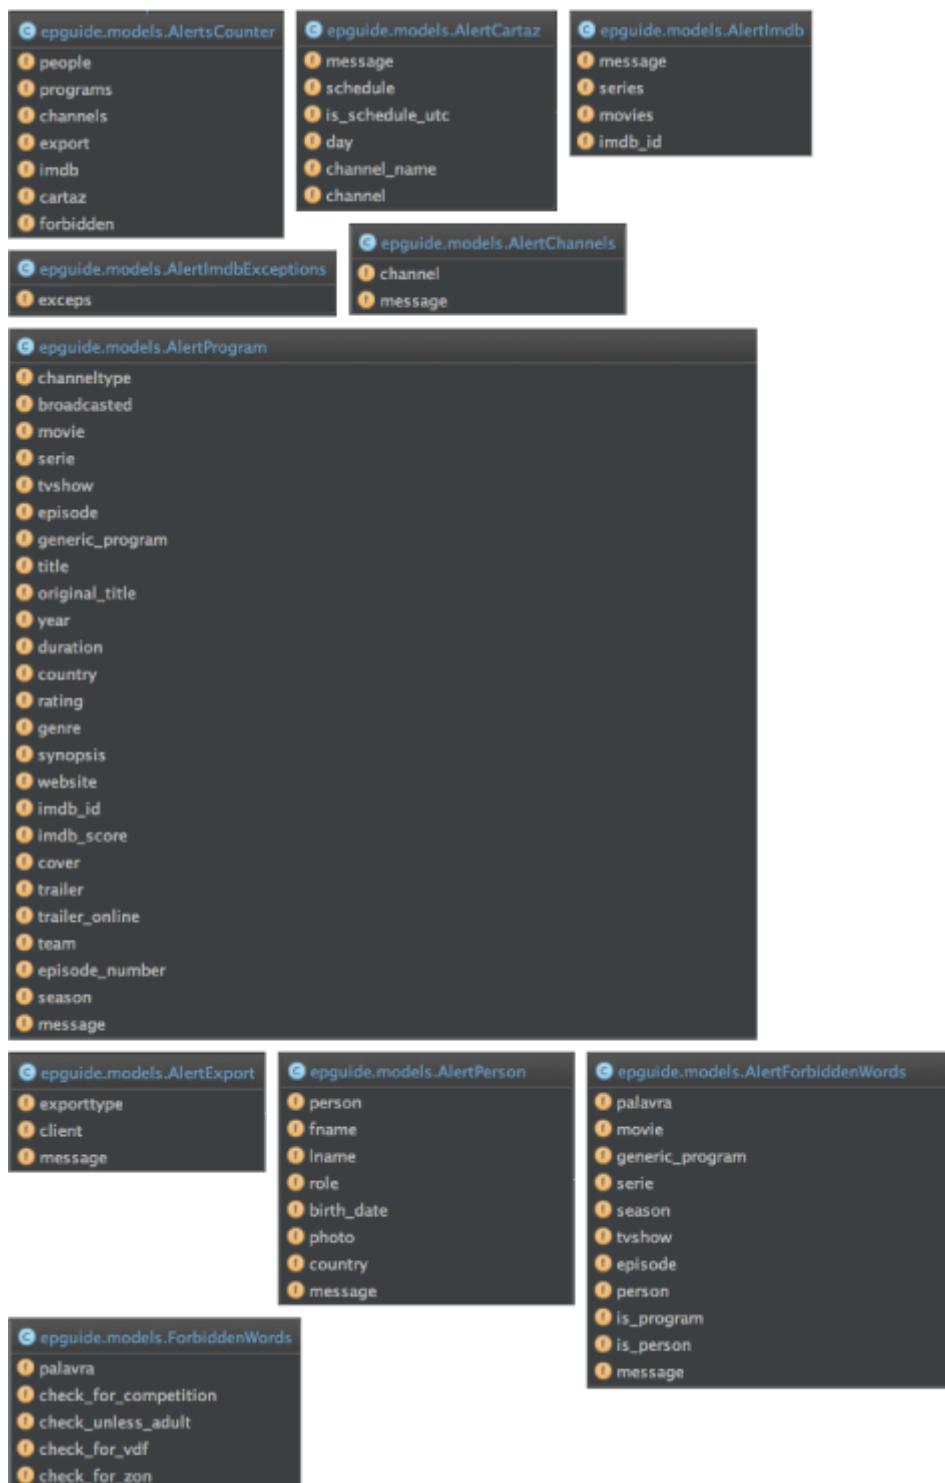 epguide.models.AlertsCounter
people
programs
channels
export
imdb
cartaz
forbidden
epguide.models.AlertCartaz
message
schedule
is_schedule_utc
day
channel_name
channel
epguide.models.AlertImdb
message
series
movies
imdb_id
epguide.models.AlertImdbExceptions
exceps
epguide.models.AlertChannels
channel
message
epguide.models.AlertProgram
channeltype
broadcasted
movie
serie
tvshow
episode
generic_program
title
original_title
year
duration
country
rating
genre
synopsis
website
imdb_id
imdb_score
cover
trailer
trailer_online
team
episode_number
season
message
epguide.models.AlertExport
exporttype
client
message
epguide.models.AlertPerson
person
fname
lname
role
birth_date
photo
country
message
epguide.models.AlertForbiddenWords
palavra
movie
generic_program
serie
season
tvshow
episode
person
is_program
is_person
message
epguide.models.ForbiddenWords
palavra
check_for_competition
check_unless_adult
check_for_vdf
check_for_zon